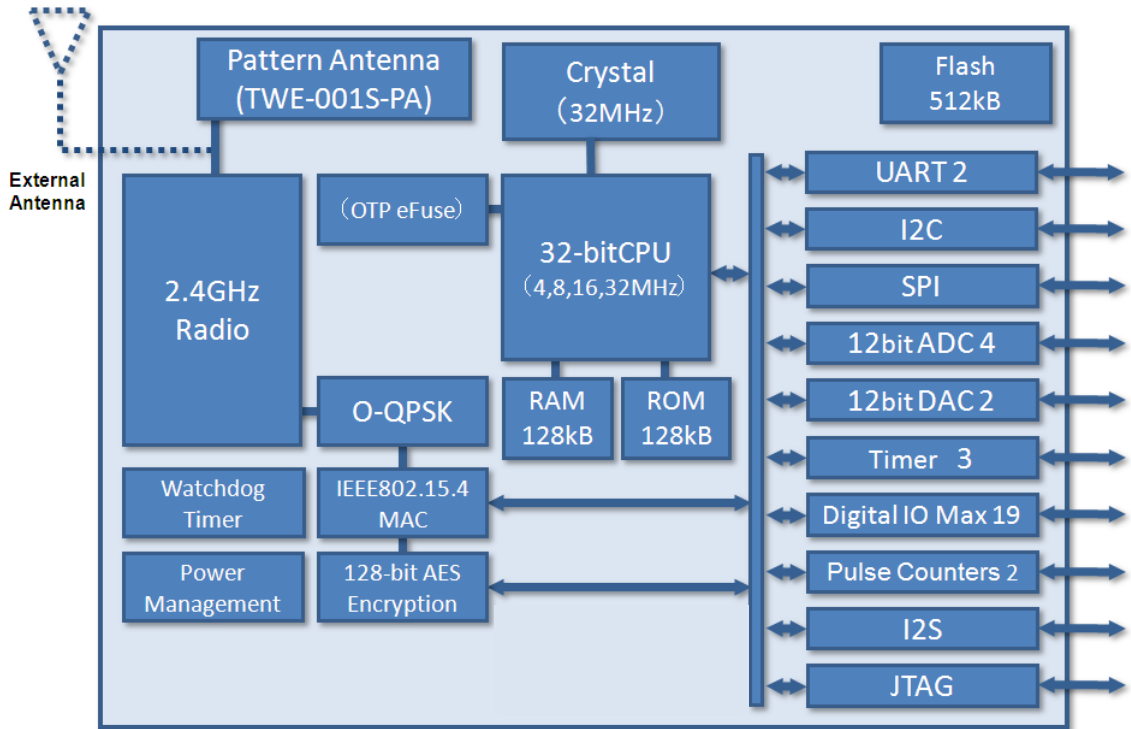 Pattern Antenna
(TWE-001S-PA)
Crystal
（32MHz）
Flash
512kB
External
Antenna
2.4GHz
Radio
（OTP eFuse）
32-bitCPU
（4,8,16,32MHz）
RAM
128kB
ROM
128kB
O-QPSK
Watchdog
Timer
IEEE802.15.4
MAC
Power
Management
128-bit AES
Encryption
UART 2
I2C
SPI
12bit ADC 4
12bit DAC 2
Timer 3
Digital IO Max 19
Pulse Counters 2
I2S
JTAG